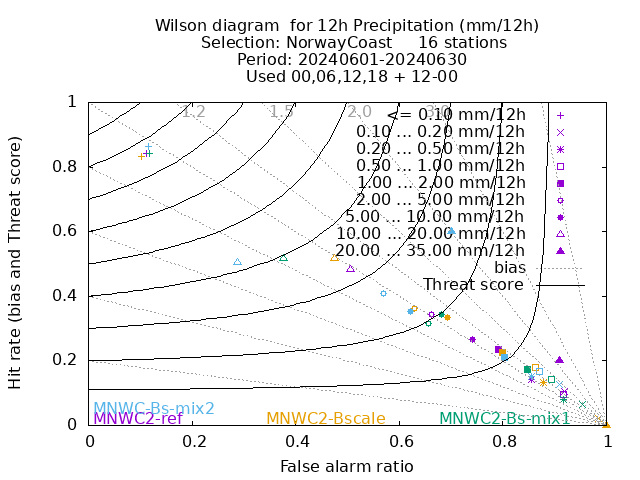 Wilson diagram  for 12h Precipitation (mm/12h)
Selection: NorwayCoast     16 stations
Period: 20240601-20240630
Used 00,06,12,18 + 12-00
Hit rate (bias and Threat score)
1
0.8
0.6
0.4
0.2
0
1.2
1.5
2.0
3.0
<= 0.10 mm/12h
0.10 ... 0.20 mm/12h
0.20 ... 0.50 mm/12h
0.50 ... 1.00 mm/12h
1.00 ... 2.00 mm/12h
2.00 ... 5.00 mm/12h
5.00 ... 10.00 mm/12h
10.00 ... 20.00 mm/12h
20.00 ... 35.00 mm/12h
bias
Threat score
MNWC-Bs-mix2
MNWC2-ref
MNWC2-Bscale
MNWC2-Bs-mix1
0
0.2
0.4
0.6
0.8
1
False alarm ratio